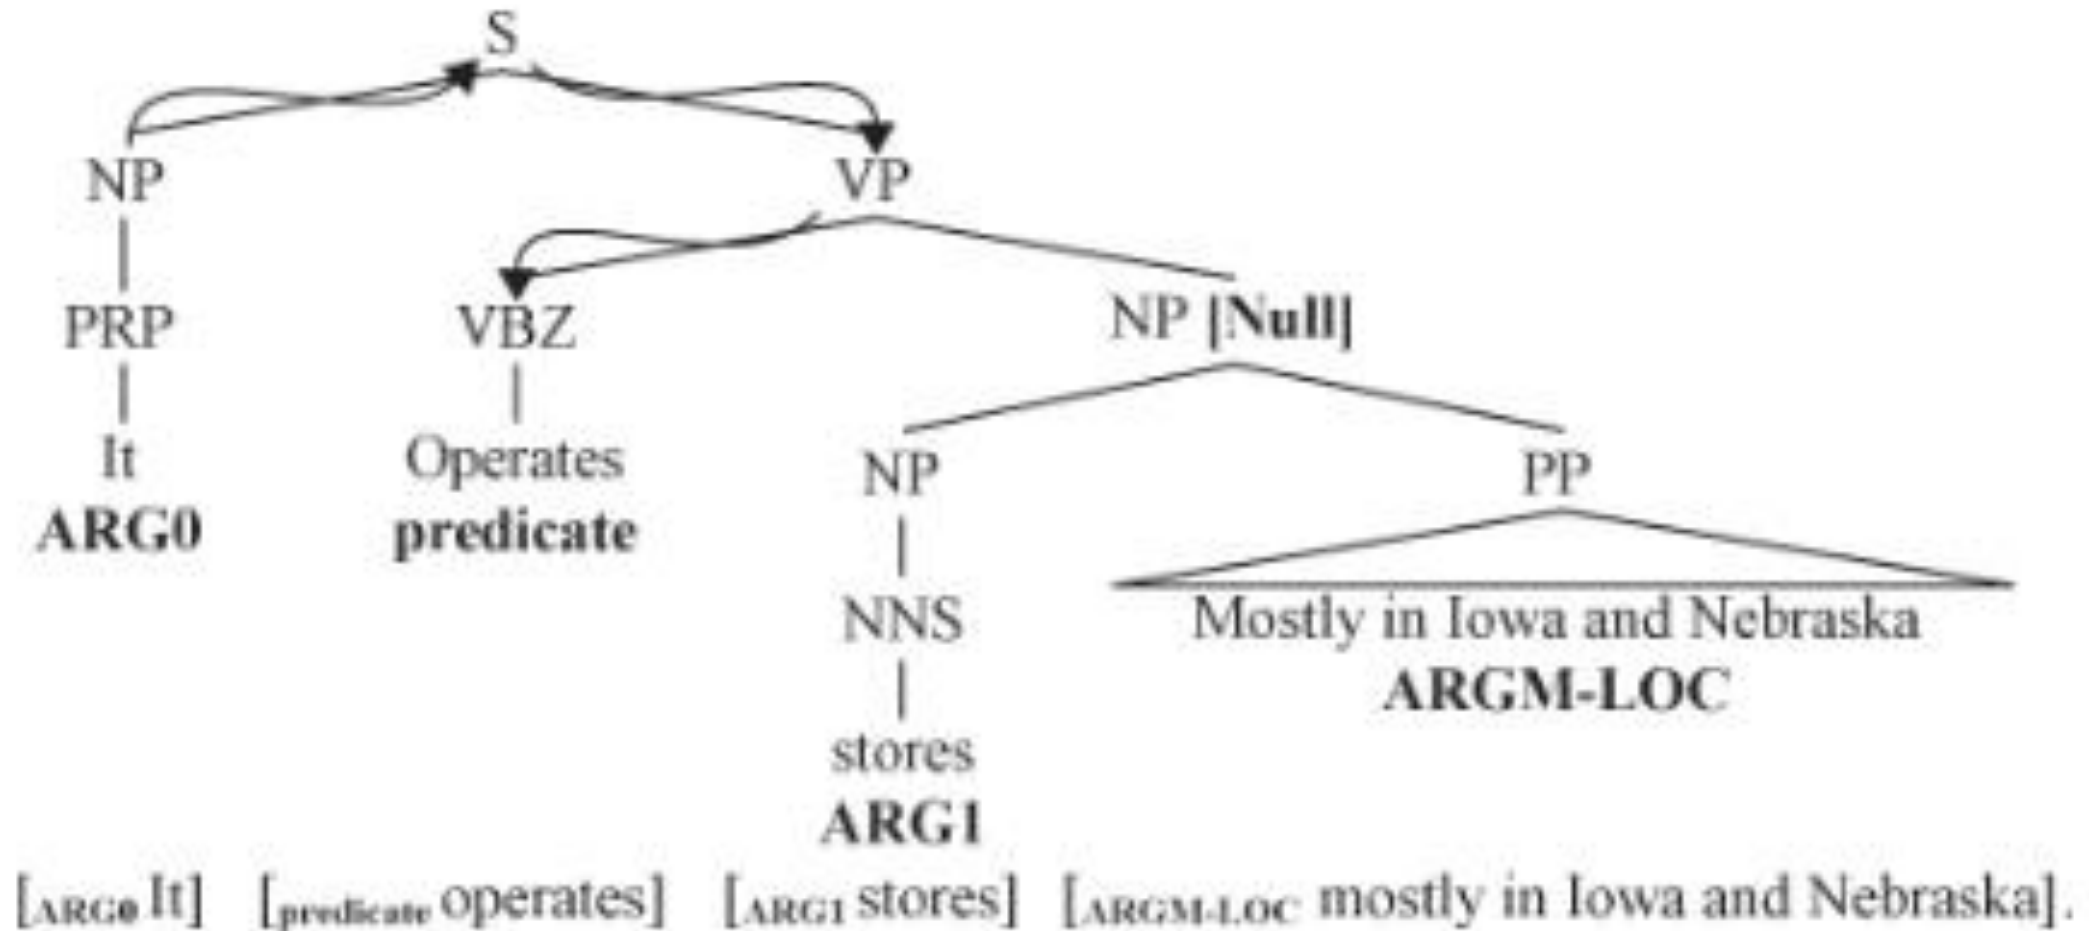 S
NP VP
PRP VBZ NP [Null]
It Operates NP PP
ARG0 predicate
NNS Mostly in Iowa and Nebraska
ARGM-LOC
stores
ARG1
[ARG0 It] [predicate operates] [ARG1 stores] [ARGM-LOC mostly in Iowa and Nebraska].